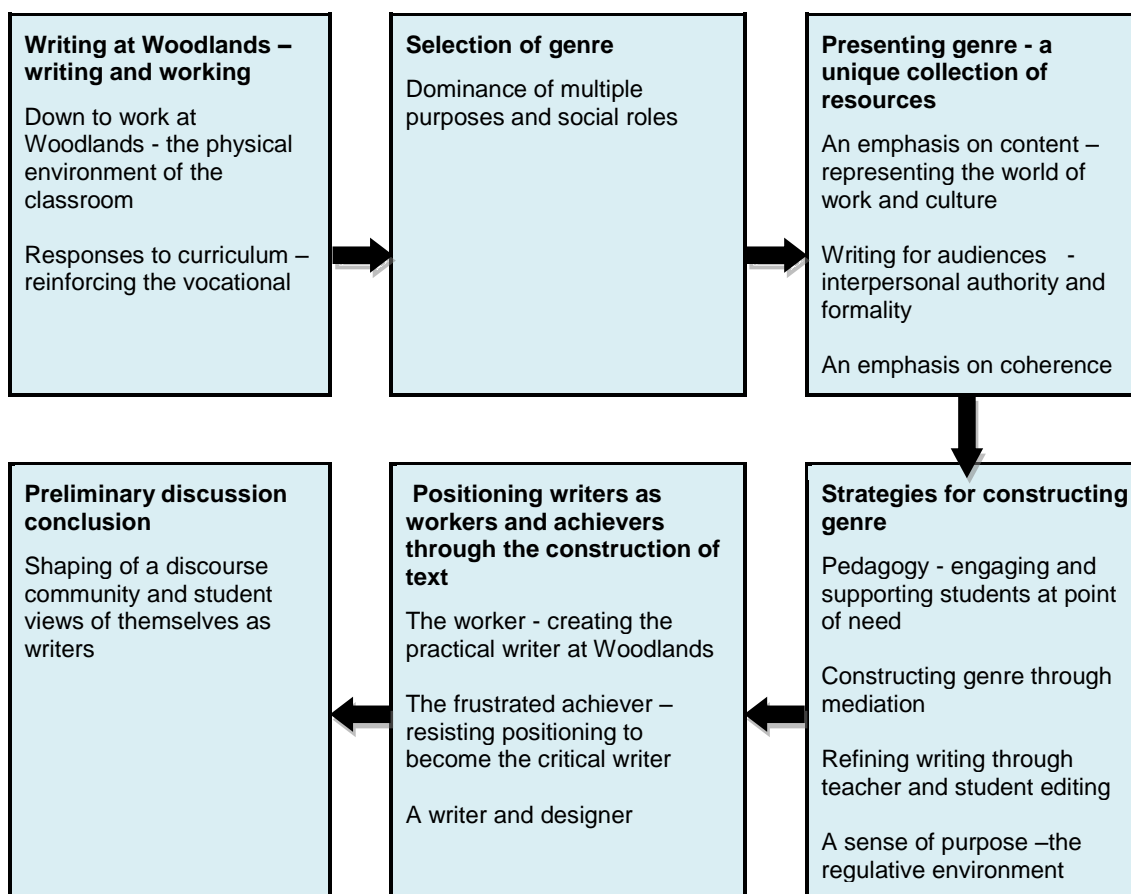 Writing at Woodlands –
writing and working
Down to work at
Woodlands - the physical
environment of the
classroom
Responses to curriculum –
reinforcing the vocational
Selection of genre
Dominance of multiple
purposes and social roles
Presenting genre - a
unique collection of
resources
An emphasis on content –
representing the world of
work and culture
Writing for audiences -
interpersonal authority and
formality
An emphasis on coherence
Strategies for constructing
genre
Pedagogy - engaging and
supporting students at point
of need
Constructing genre through
mediation
Refining writing through
teacher and student editing
A sense of purpose –the
regulative environment
Positioning writers as
workers and achievers
through the construction of
text
The worker - creating the
practical writer at Woodlands
The frustrated achiever –
resisting positioning to
become the critical writer
A writer and designer
Preliminary discussion
conclusion
Shaping of a discourse
community and student
views of themselves as
writers